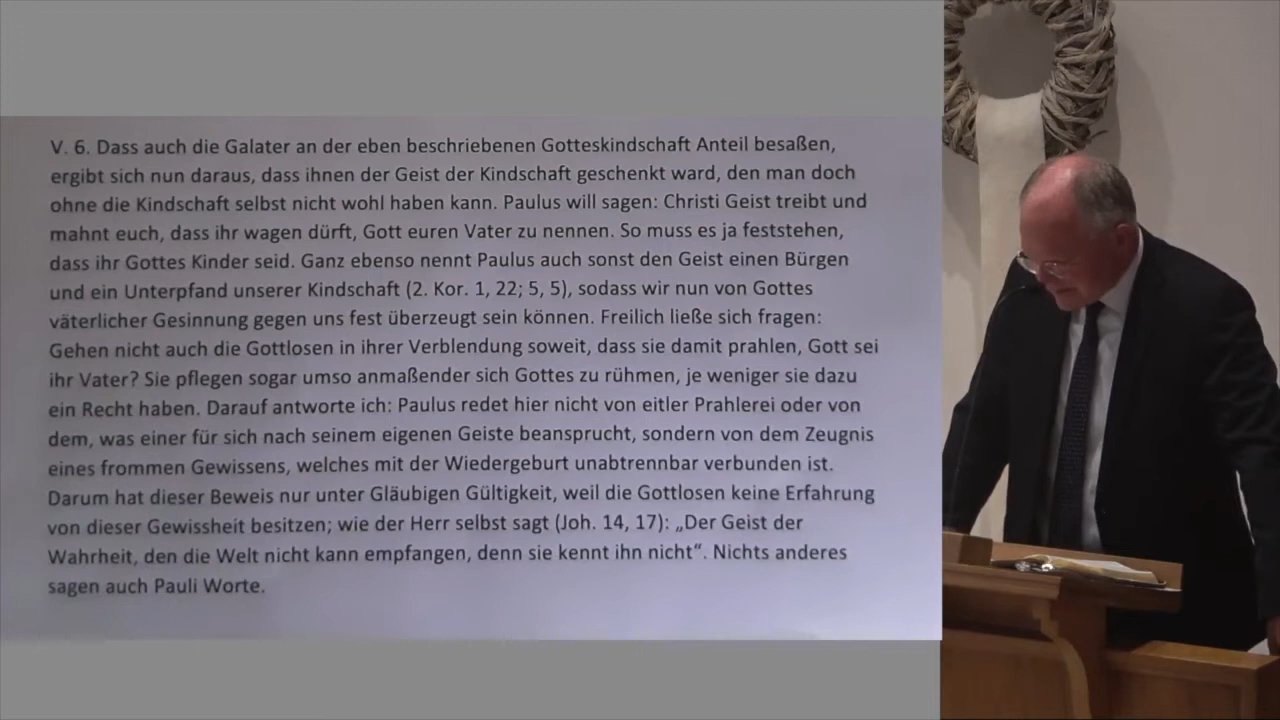 V. 6. Dass auch die Galater an der eben beschriebenen Gotteskindschaft Anteil besaßen,
ergibt sich nun daraus, dass ihnen der Geist der Kindschaft geschenkt ward, den man doch
ohne die Kindschaft selbst nicht wohl haben kann. Paulus will sagen: Christi Geist treibt und
mahnt euch, dass ihr wagen dürft, Gott euren Vater zu nennen. So muss es ja feststehen,
dass ihr Gottes Kinder seid. Ganz ebenso nennt Paulus auch sonst den Geist einen Bürgen
und ein Unterpfand unserer Kindschaft (2. Kor. 1, 22; 5, 5), sodass wir nun von Gottes
väterlicher Gesinnung gegen uns fest überzeugt sein können. Freilich ließe sich fragen:
Gehen nicht auch die Gottlosen in ihrer Verblendung soweit, dass sie damit prahlen, Gott sei
ihr Vater? Sie pflegen sogar umso anmaßender sich Gottes zu rühmen, je weniger sie dazu
ein Recht haben. Darauf antworte ich: Paulus redet hier nicht von eitler Prahlerei oder von
dem, was einer für sich nach seinem eigenen Geiste beansprucht, sondern von dem Zeugnis
eines frommen Gewissens, welches mit der Wiedergeburt unabtrennbar verbunden ist.
Darum hat dieser Beweis nur unter Gläubigen Gültigkeit, weil die Gottlosen keine Erfahrung
von dieser Gewissheit besitzen; wie der Herr selbst sagt (Joh. 14, 17): „Der Geist der
Wahrheit, den die Welt nicht kann empfangen, denn sie kennt ihn nicht“. Nichts anderes
sagen auch Pauli Worte.